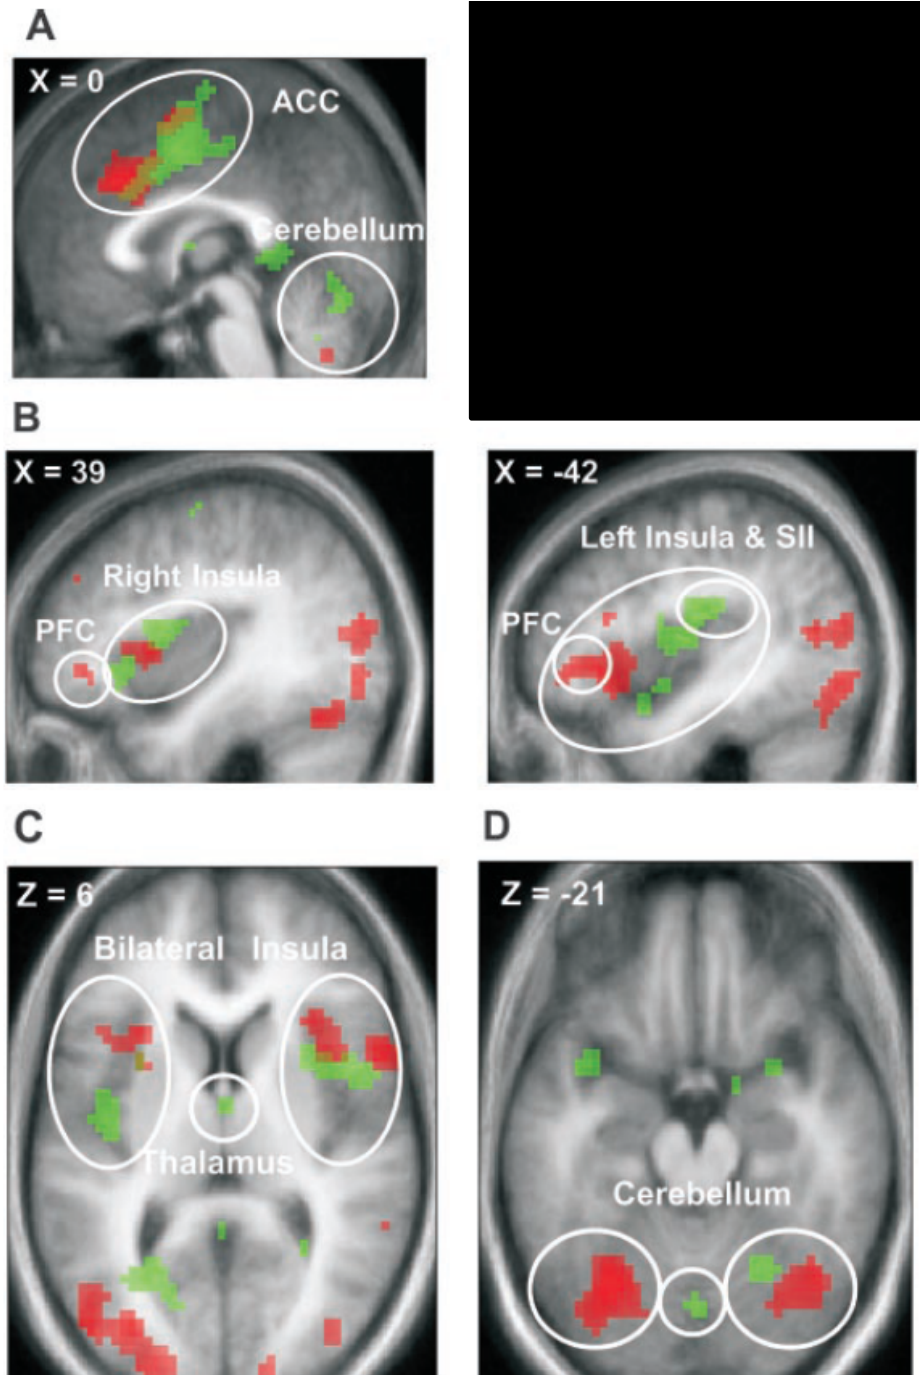 A
X = 0
ACC
Cerebellum
B
X = 39
Right Insula
PFC
X = -42
Left Insula & SII
PFC
C
Z = 6
Bilateral Insula
Thalamus
D
Z = -21
Cerebellum